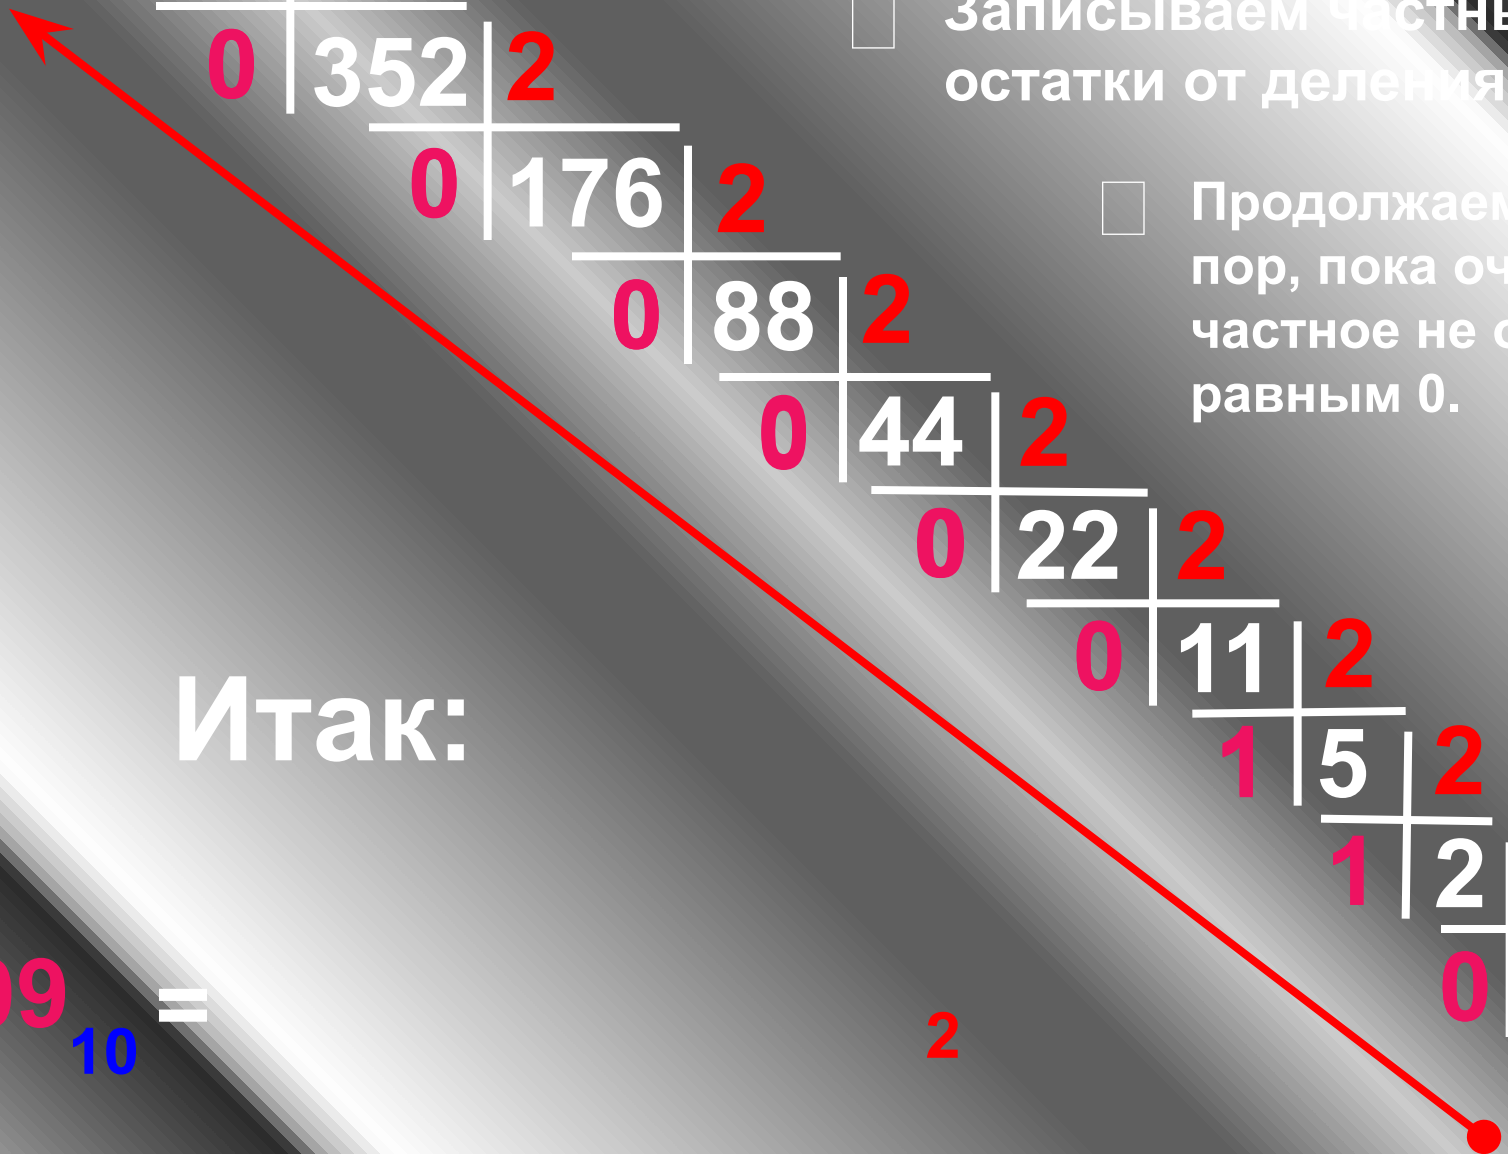 Записываем
остатки от деления
0 352 2
0 176 2
Продолжаем
пор, пока
0 88 2
частное не
равным 0.
0 44 2
0 22 2
0 11 2
1 5 2
1 2
0
Итак:
9 10 =
2